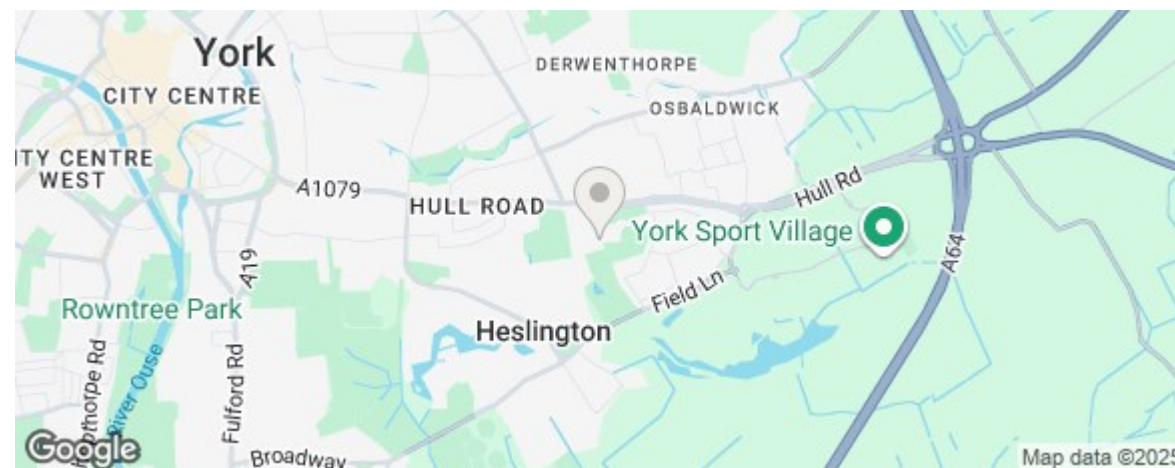 York
DERWENTHORPE
CITY CENTRE
OSBALDWICK
ITY CENTRE
WEST
A1079
HULL ROAD
Hull Rd
York Sport Village
A64
A19
Field Ln
Rowntree Park
Heslington
River Ouse
Fulford Rd
Broadway
Google
Map data ©2025